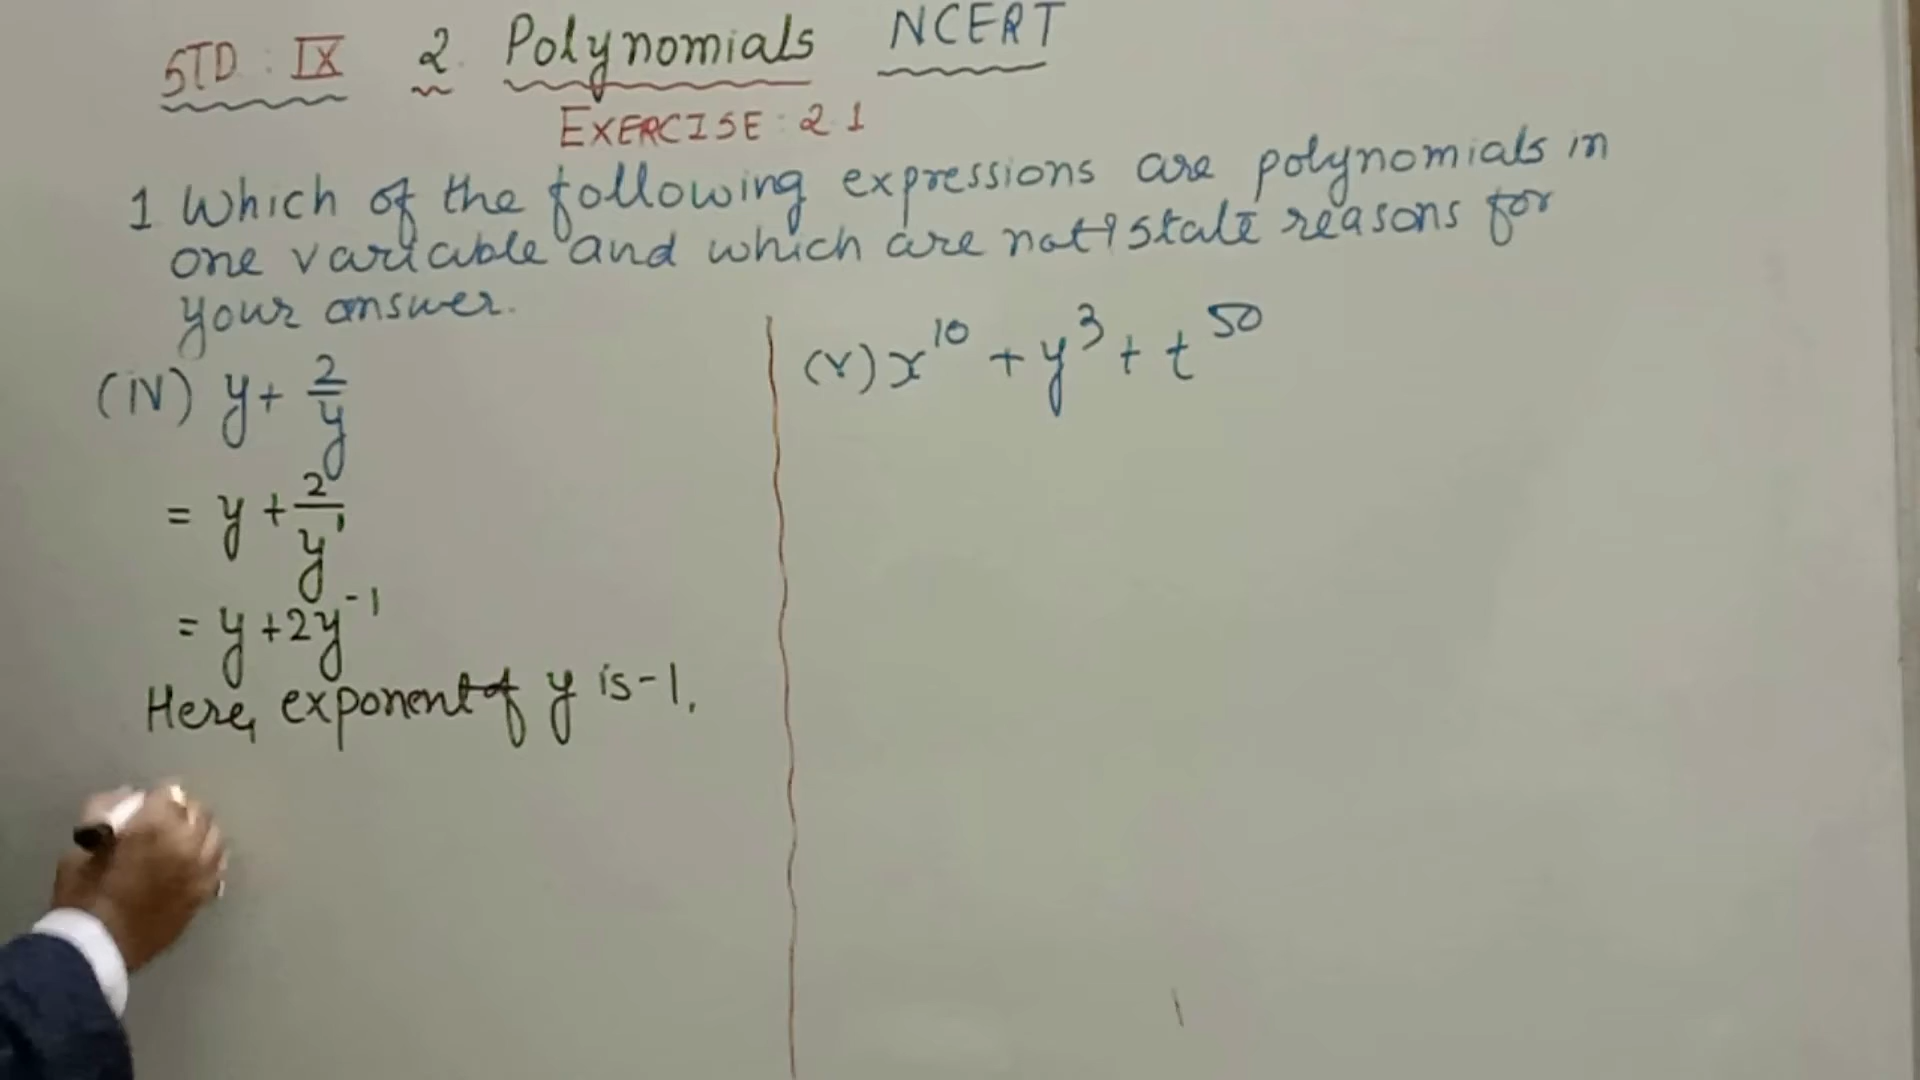 STD : IX 2. Polynomials NCERT
EXERCISE : 2.1
1 Which of the following expressions are polynomials in
one variable and which are not? state reasons for
your answer.
(iv) y + 2/y
= y + 2/y¹
= y + 2y⁻¹
Here, exponent of y is -1.
(v) x¹⁰ + y³ + t⁵⁰